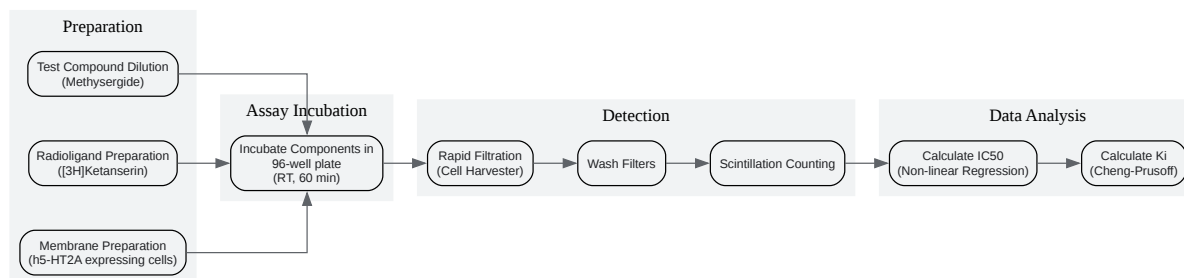 Preparation
Test Compound Dilution
(Methysergide)
Radioligand Preparation
([3H]Ketanserin)
Membrane Preparation
(h5-HT2A expressing cells)
Assay Incubation
Incubate Components in
96-well plate
(RT, 60 min)
Detection
Rapid Filtration
(Cell Harvester)
Wash Filters
Scintillation Counting
Data Analysis
Calculate IC50
(Non-linear Regression)
Calculate Ki
(Cheng-Prusoff)